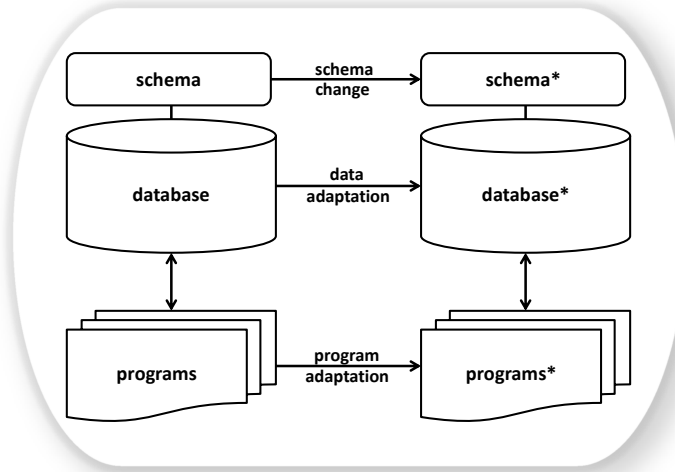 schema
schema
change
schema*
database
data
adaptation
database*
programs
program
adaptation
programs*